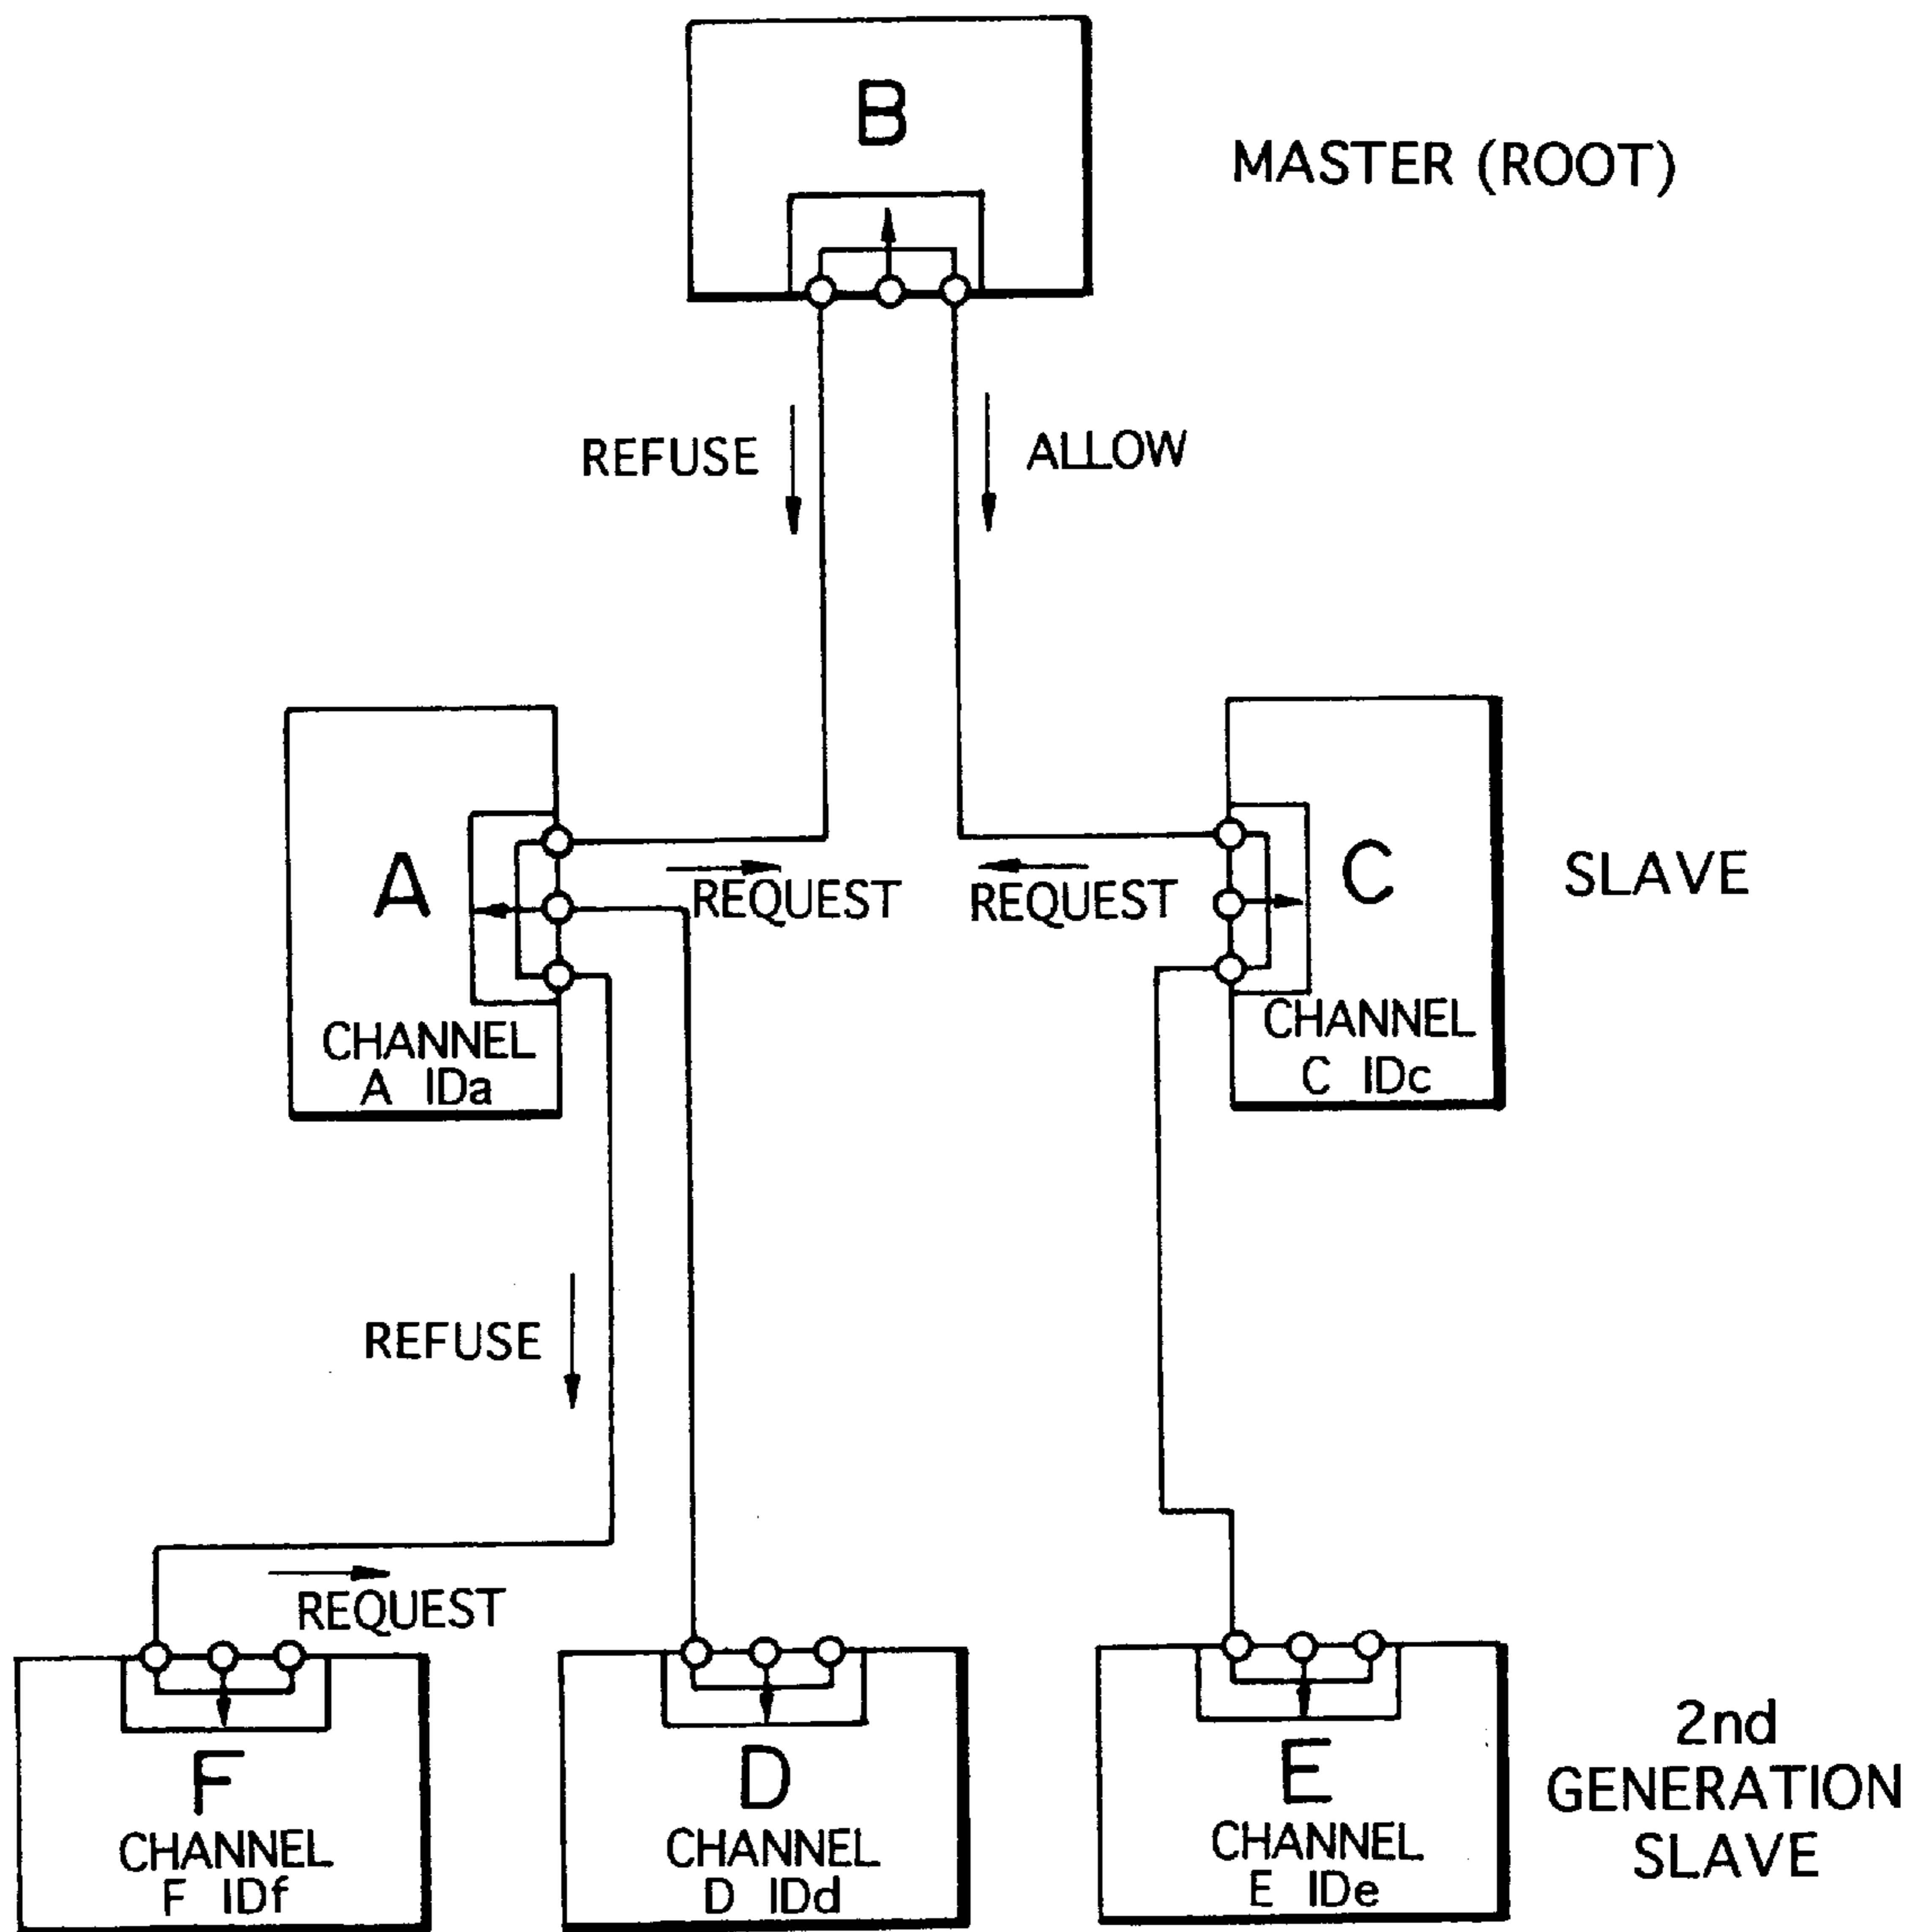 B
MASTER (ROOT)
REFUSE
ALLOW
A
REQUEST
REQUEST
C
SLAVE
CHANNEL
A IDa
CHANNEL
C IDc
REFUSE
REQUEST
F
CHANNEL
F IDf
D
CHANNEL
D IDd
E
CHANNEL
E IDe
2nd
GENERATION
SLAVE